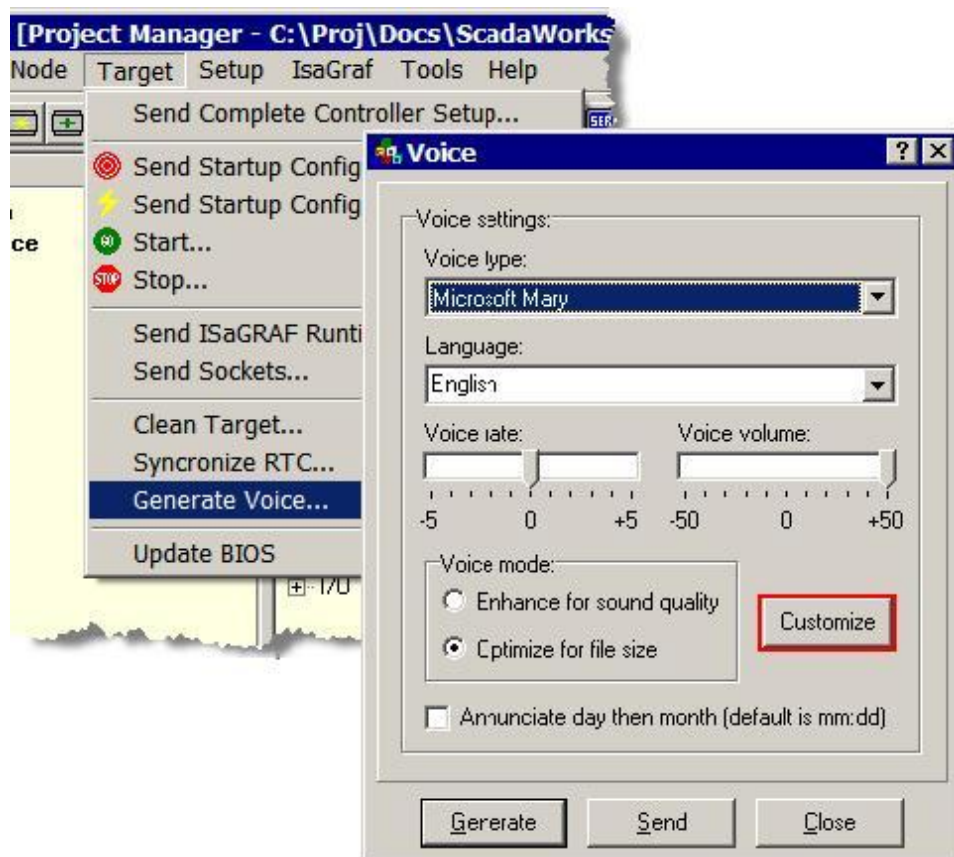 [Project Manager - C:\Proj\Docs\ScadaWorks
Node Target Setup IsaGraf Tools Help
Send Complete Controller Setup...
SER
Send Startup Config
Send Startup Config
ce
GO Start...
STOP Stop...
Send ISaGRAF Runti
Send Sockets...
Clean Target...
Syncronize RTC...
Generate Voice...
Update BIOS
I/O
Voice
Voice settings:
Voice type:
Microsoft Mary
Language:
English
Voice rate: Voice volume:
-5 0 +5 -50 0 +50
Voice mode:
Enhance for sound quality
Optimize for file size
Customize
Annunciate day then month (default is mm:dd)
Generate Send Close